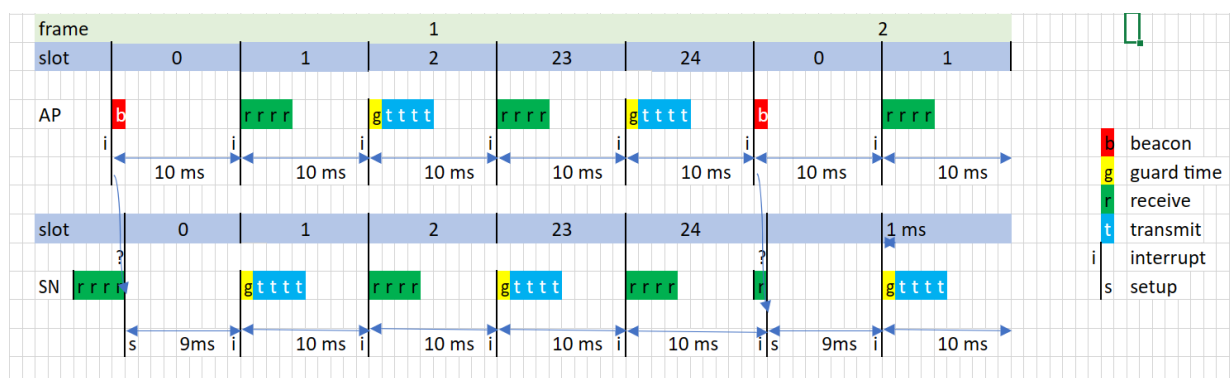 frame 1 2
slot 0 1 2 23 24 0 1
AP b r r r r g t t t t r r r r g t t t t b r r r r
i i i i i i i
10 ms 10 ms 10 ms 10 ms 10 ms 10 ms 10 ms
b beacon
g guard time
r receive
t transmit
i interrupt
s setup
slot 0 1 2 23 24 1 ms
? ?
SN r r r r g t t t t r r r r g t t t t r r r r r g t t t t
s 9ms i 10 ms i 10 ms i 10 ms i 10 ms i s 9ms i 10 ms